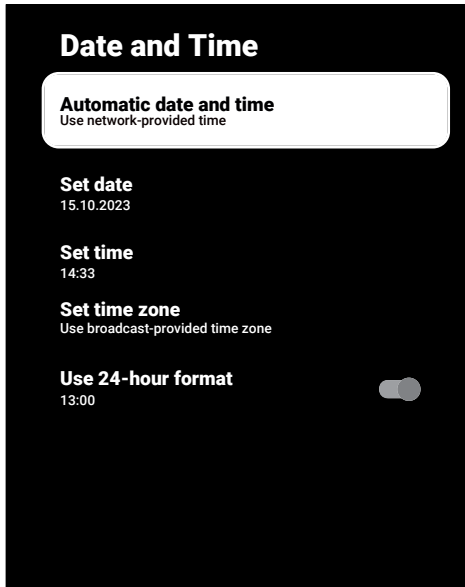 Date and Time
Automatic date and time
Use network-provided time
Set date
15.10.2023
Set time
14:33
Set time zone
Use broadcast-provided time zone
Use 24-hour format
13:00